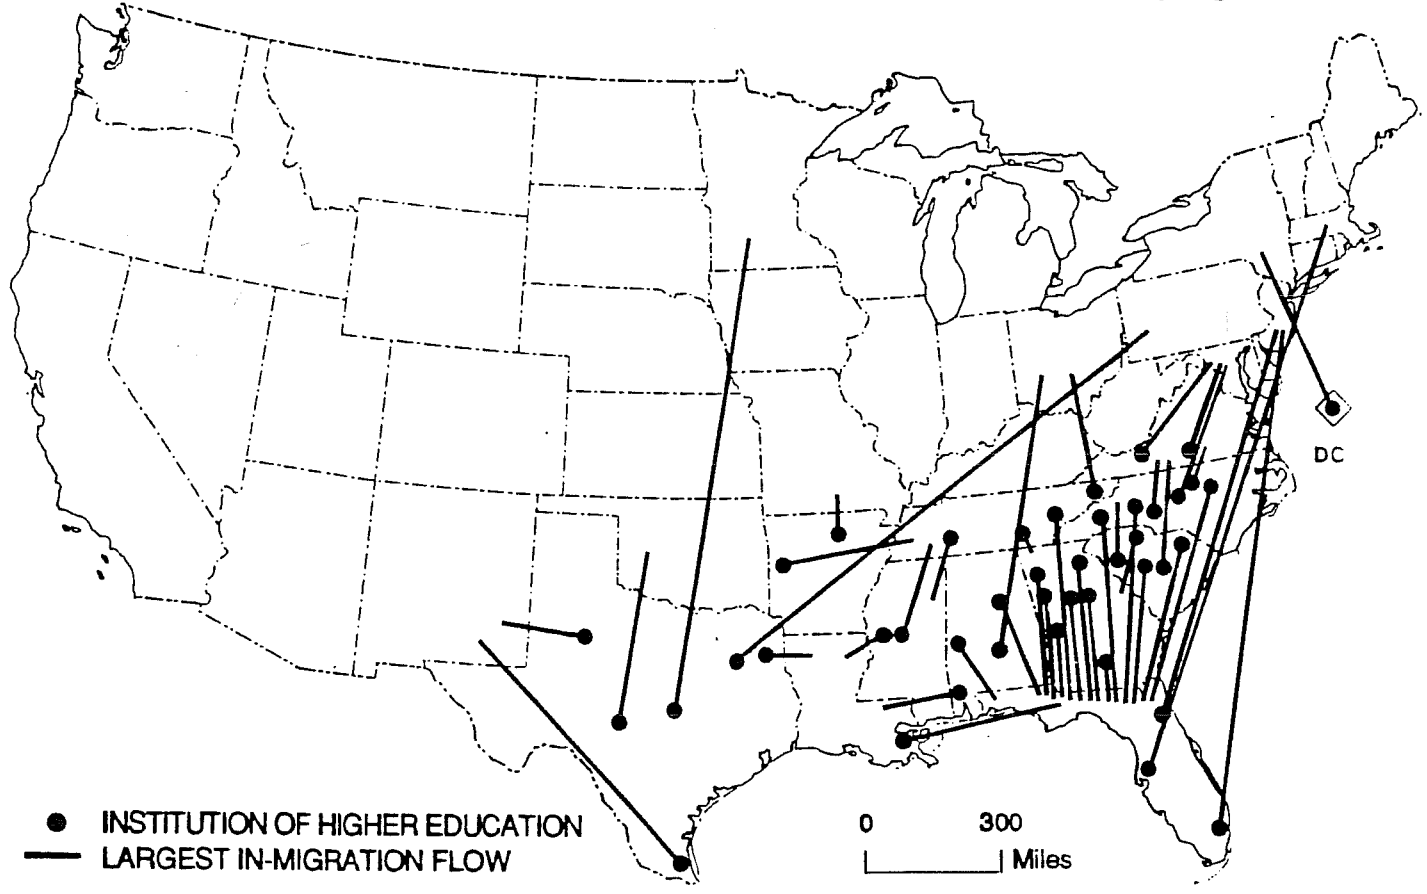 DC
INSTITUTION OF HIGHER EDUCATION
LARGEST IN-MIGRATION FLOW
0 300
Miles